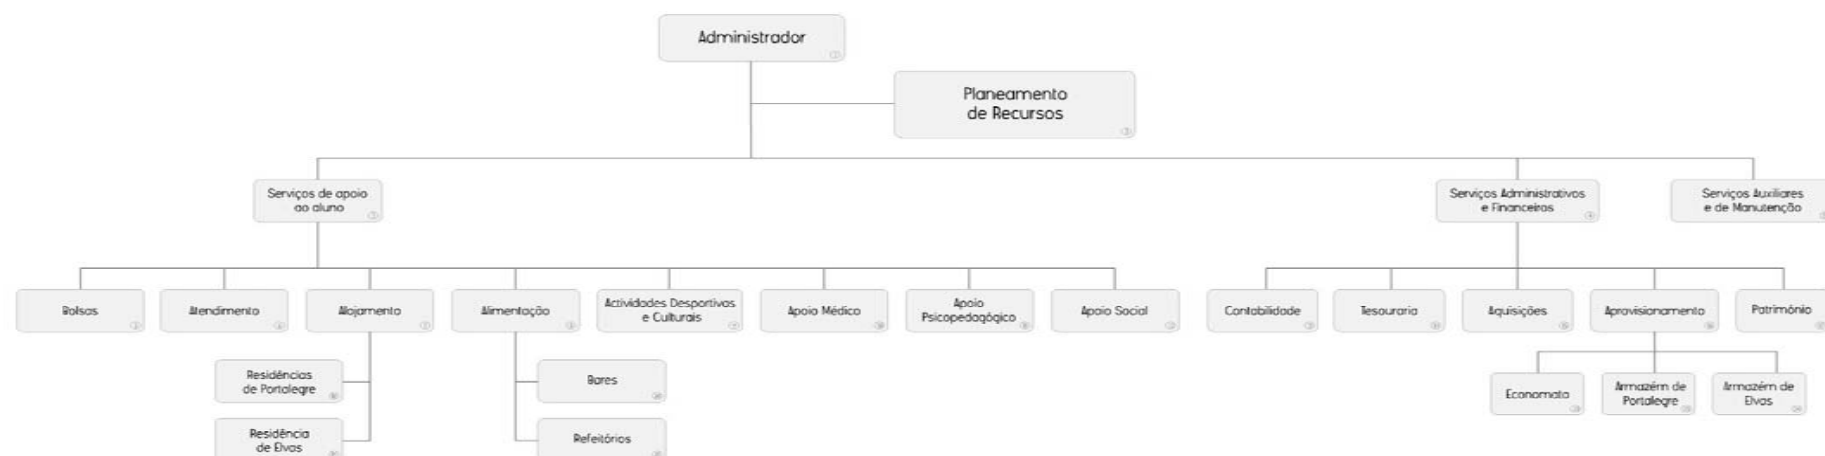 Administrador
Planeamento
de Recursos
Serviços de apoio
ao aluno
Serviços Administrativos
e Financeiros
Serviços Auxiliares
e de Manutenção
Bolsas
Atendimento
Alojamento
Alimentação
Actividades Desportivas
e Culturais
Apoio Médico
Apoio
Psicopedagógico
Apoio Social
Contabilidade
Tesouraria
Aquisições
Aprovisionamento
Património
Residências
de Portalegre
Bares
Economato
Armazém de
Portalegre
Armazém de
Elvas
Residência
de Elvas
Refeitórios